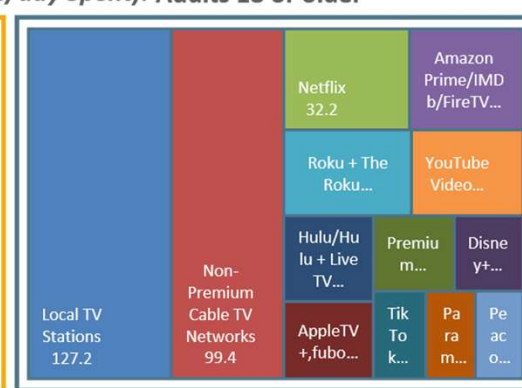 day Spent): Adults 18 or older
Local TV
Stations
127.2
Non-
Premium
Cable TV
Networks
99.4
Netflix
32.2
Amazon
Prime/IMD
b/FireTV...
Roku + The
Roku...
YouTube
Video...
Hulu/Hu
lu + Live
TV...
Premiu
m...
Disne
y+...
AppleTV
+,fubo...
Tik
To
k...
Pa
ra
m...
Pe
ac
o...